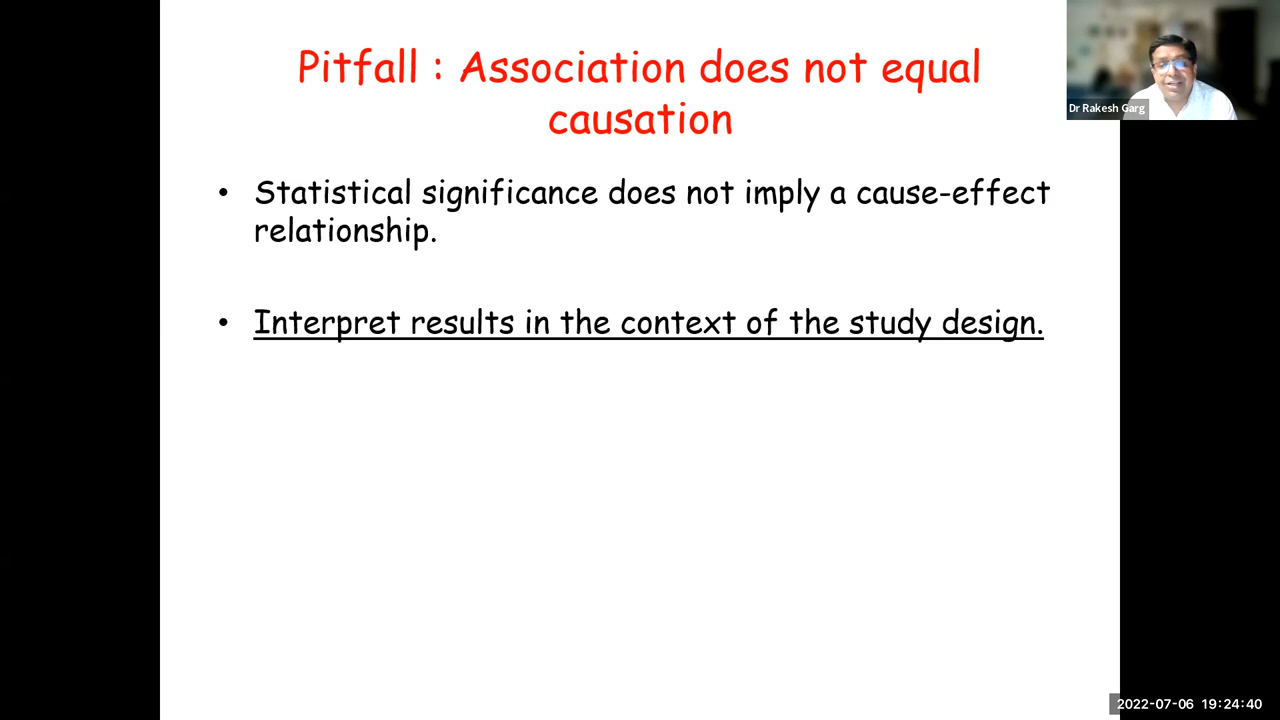 Pitfall : Association does not equal
causation
Dr Rakesh Garg
• Statistical significance does not imply a cause-effect
relationship.
• Interpret results in the context of the study design.
2022-07-06 19:24:40